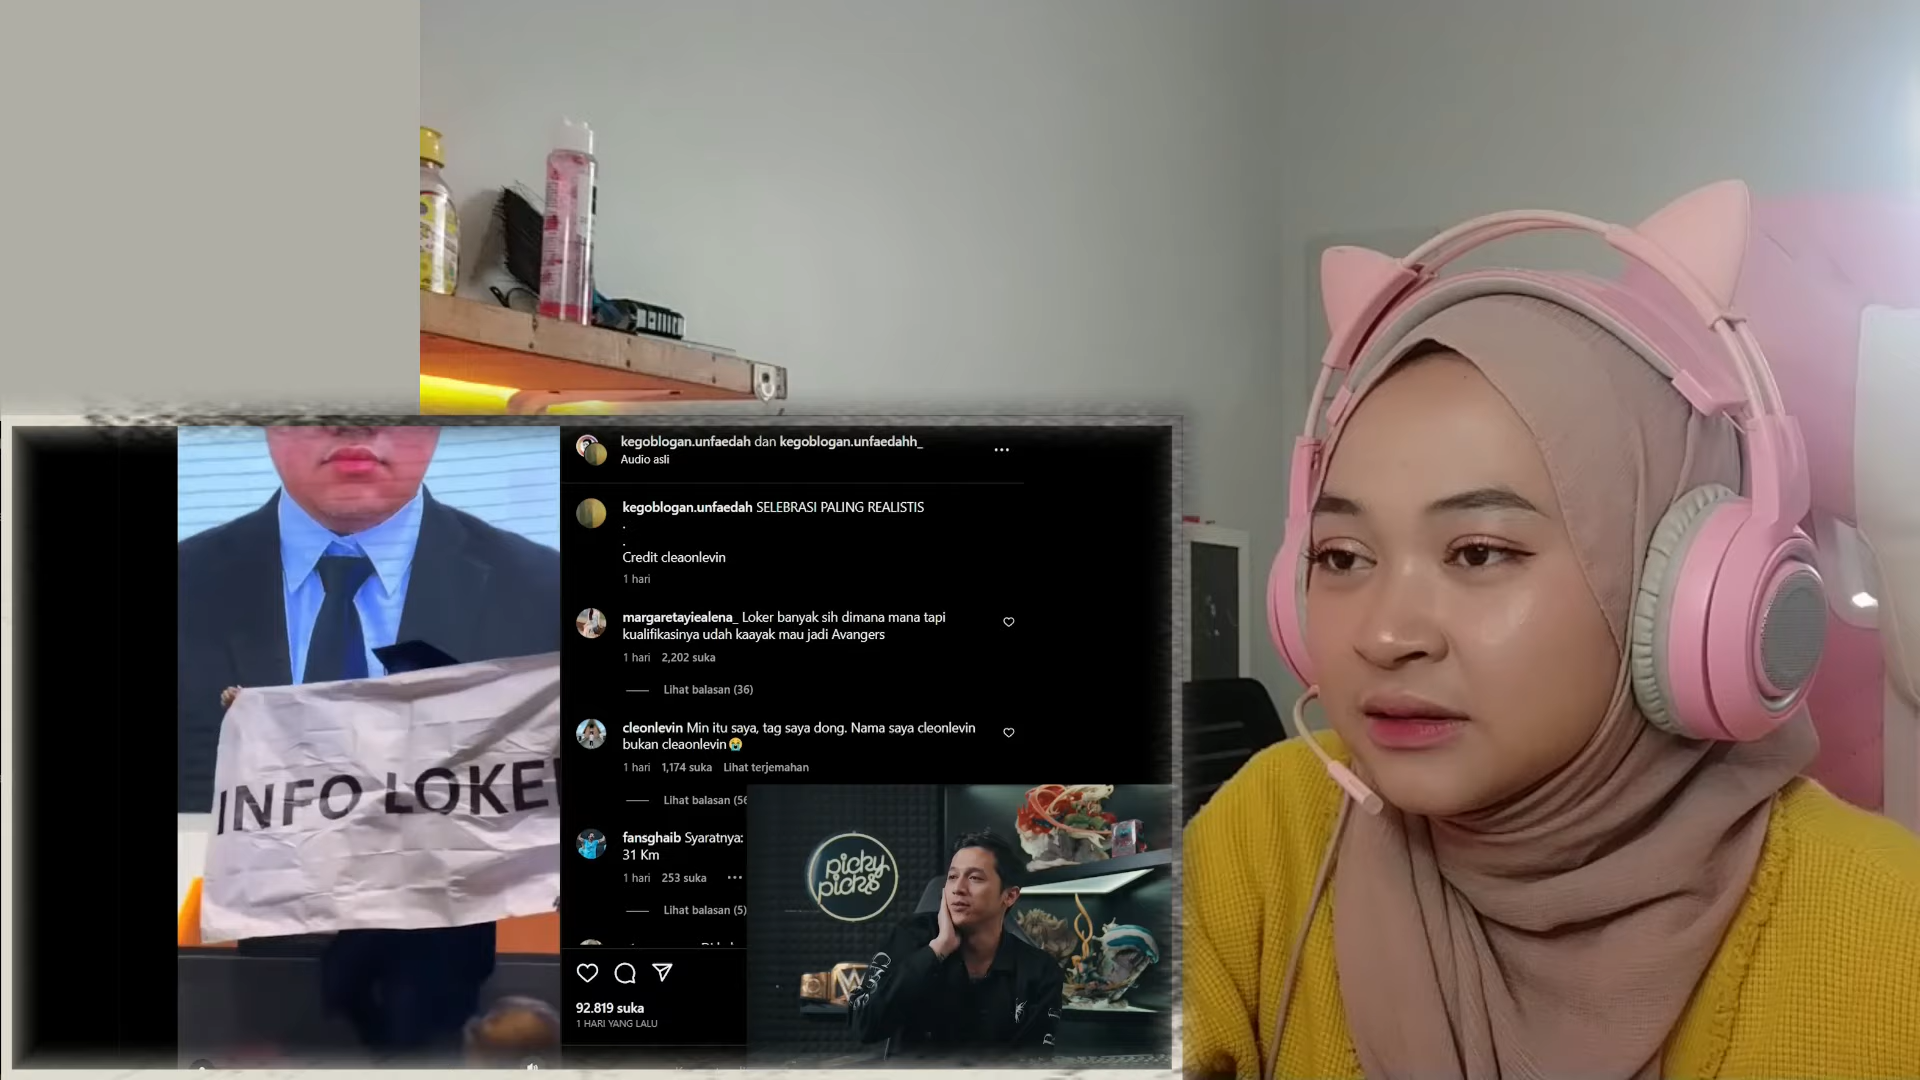 kegoblogan.unfaedah dan kegoblogan.unfaedahh_
Audio asli
kegoblogan.unfaedah SELEBRASI PALING REALISTIS
.
.
Credit cleaonlevin
1 hari
margaretayiealena_ Loker banyak sih dimana mana tapi
kualifikasinya udah kaayak mau jadi Avangers
1 hari 2,202 suka
Lihat balasan (36)
cleonlevin Min itu saya, tag saya dong. Nama saya cleonlevin
bukan cleaonlevin😭
1 hari 1,174 suka Lihat terjemahan
Lihat balasan (56
fansghaib Syaratnya:
31 Km
1 hari 253 suka
Lihat balasan (5)
92.819 suka
1 HARI YANG LALU
INFO LOKE
picky
picks